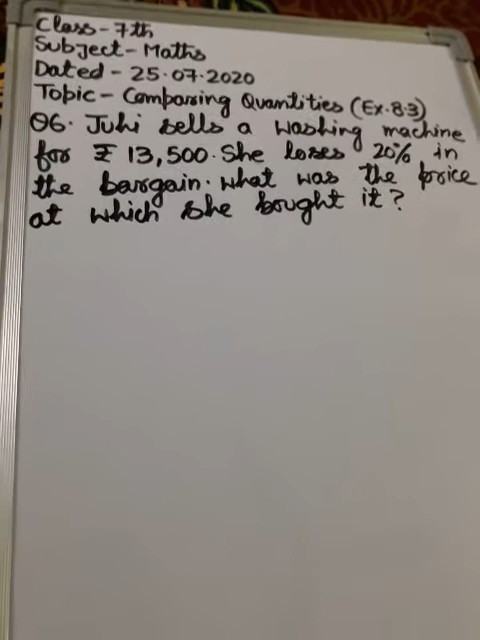 Class-7th
Subject-Maths
Dated-25.07.2020
Topic-Comparing Quantities (Ex.8.3)
Q6. Juhi sells a washing machine
for ₹ 13,500. She loses 20% in
the bargain. What was the price
at which she bought it?